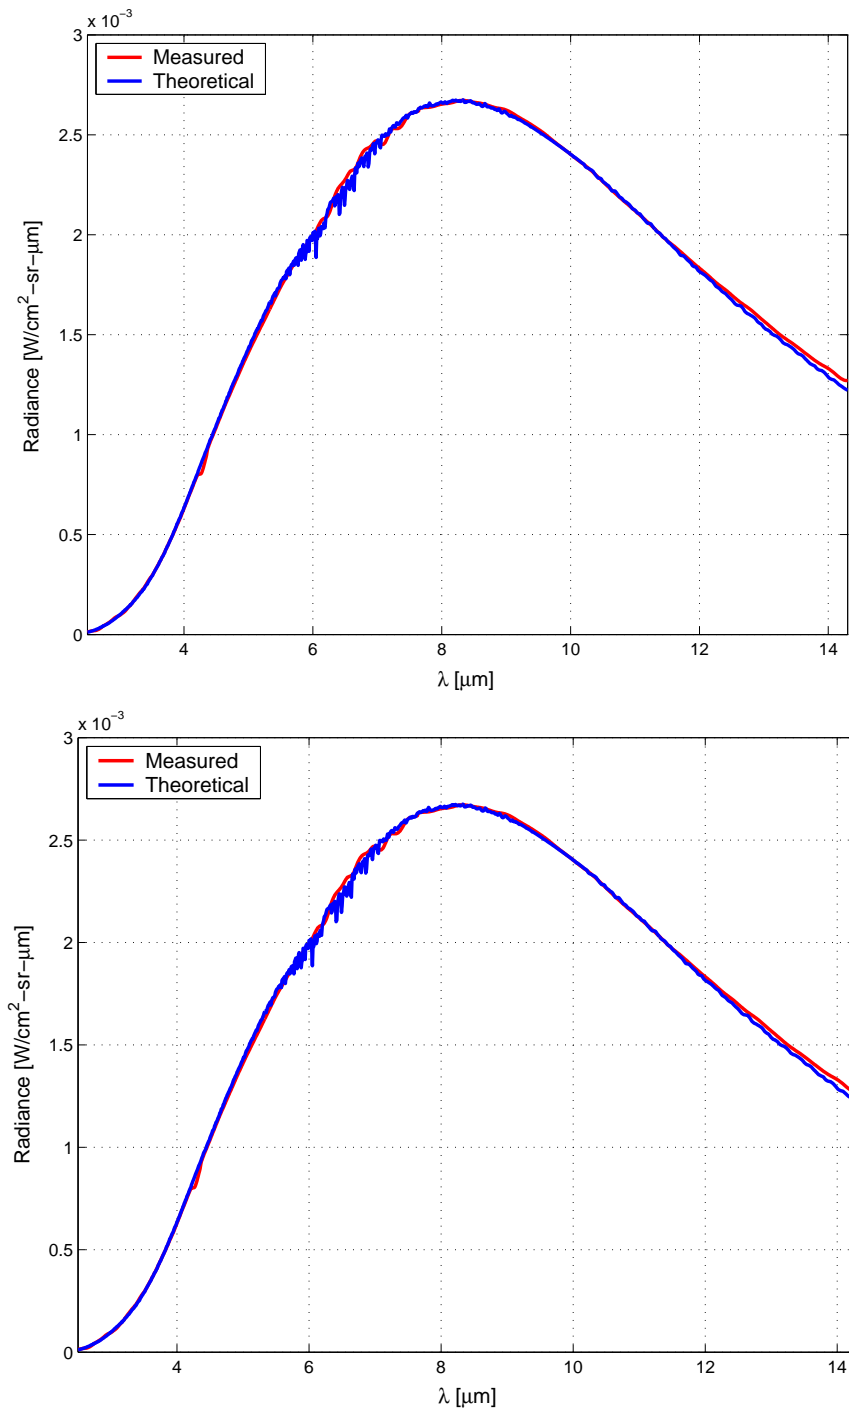 x 10⁻³
3
Measured
Theoretical
2.5
2
1.5
1
0.5
0
Radiance [W/cm²−sr−μm]
4 6 8 10 12 14
λ [μm]
x 10⁻³
3
Measured
Theoretical
2.5
2
1.5
1
0.5
0
Radiance [W/cm²−sr−μm]
4 6 8 10 12 14
λ [μm]